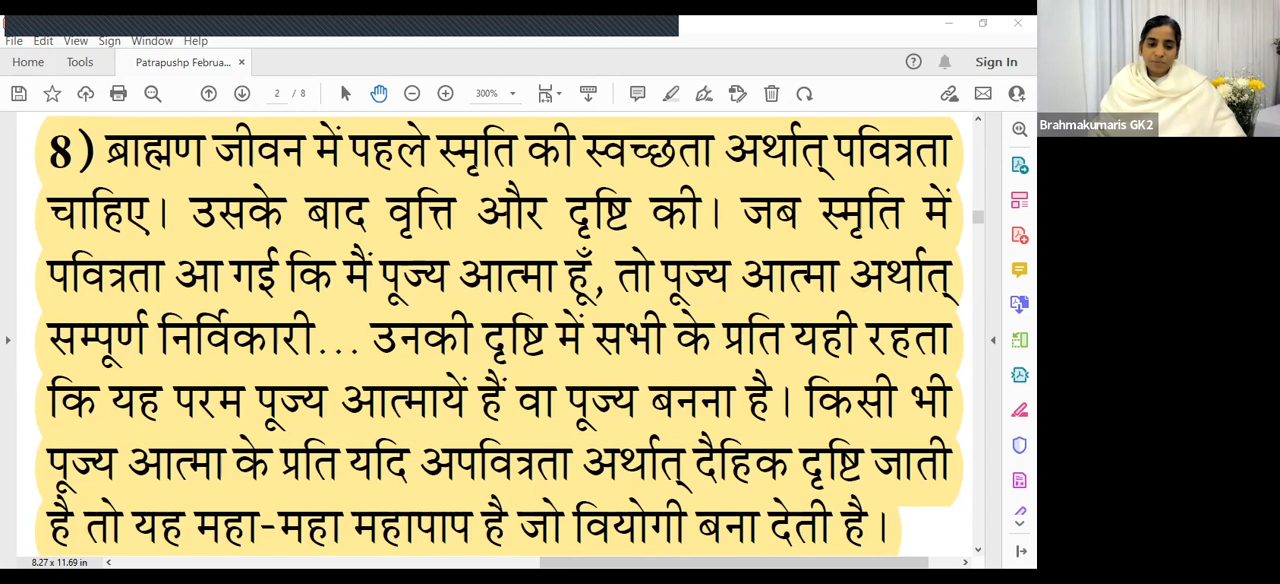 File Edit View Sign Window Help
Home Tools Patrapushp Februa... × Sign In
2 / 8 300%
8) ब्राह्मण जीवन में पहले स्मृति की स्वच्छता अर्थात् पवित्रता
चाहिए। उसके बाद वृत्ति और दृष्टि की। जब स्मृति में
पवित्रता आ गई कि मैं पूज्य आत्मा हूँ, तो पूज्य आत्मा अर्थात्
सम्पूर्ण निर्विकारी... उनकी दृष्टि में सभी के प्रति यही रहता
कि यह परम पूज्य आत्मायें हैं वा पूज्य बनना है। किसी भी
पूज्य आत्मा के प्रति यदि अपवित्रता अर्थात् दैहिक दृष्टि जाती
है तो यह महा-महा महापाप है जो वियोगी बना देती है।
8.27 x 11.69 in
Brahmakumaris GK2